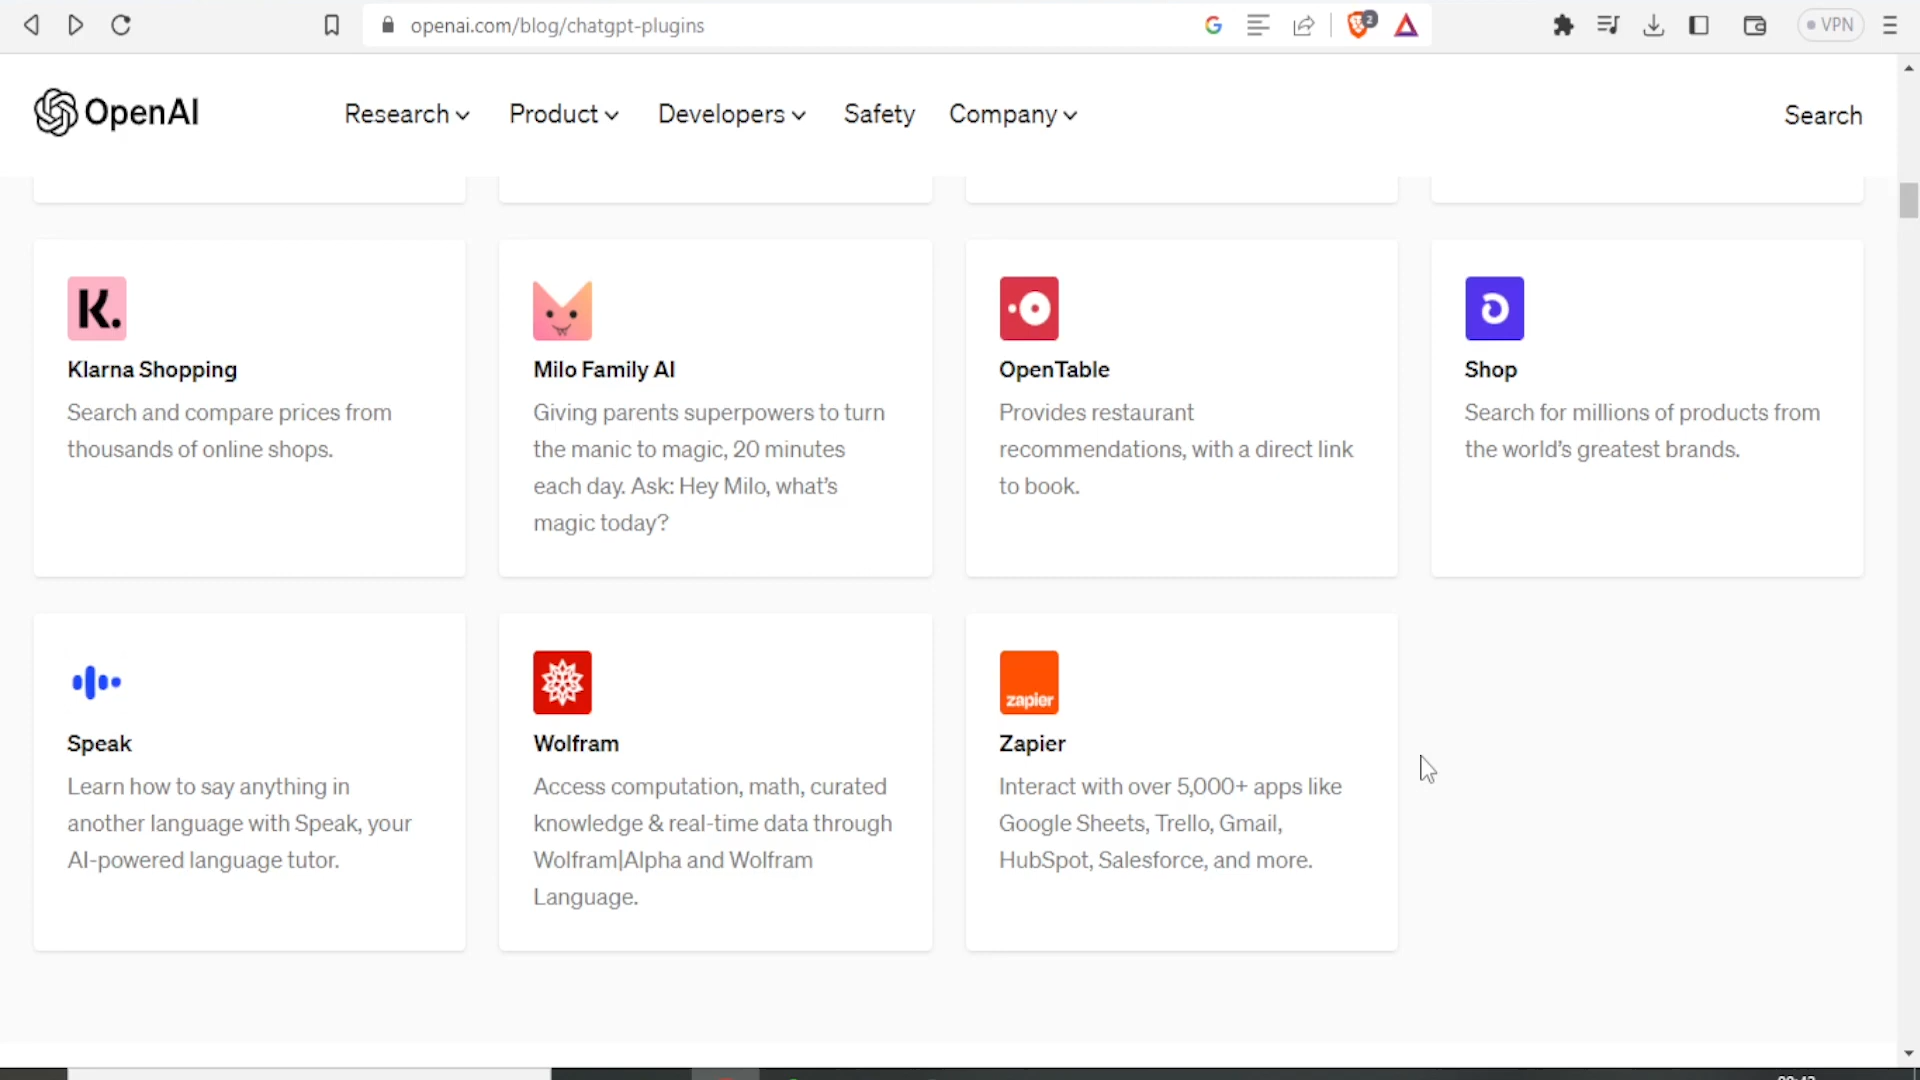 openai.com/blog/chatgpt-plugins
2
VPN
OpenAI
Research
Product
Developers
Safety
Company
Search
K.
Klarna Shopping
Search and compare prices from
thousands of online shops.
Milo Family AI
Giving parents superpowers to turn
the manic to magic, 20 minutes
each day. Ask: Hey Milo, what's
magic today?
OpenTable
Provides restaurant
recommendations, with a direct link
to book.
Shop
Search for millions of products from
the world's greatest brands.
Speak
Learn how to say anything in
another language with Speak, your
AI-powered language tutor.
Wolfram
Access computation, math, curated
knowledge & real-time data through
Wolfram|Alpha and Wolfram
Language.
zapier
Zapier
Interact with over 5,000+ apps like
Google Sheets, Trello, Gmail,
HubSpot, Salesforce, and more.